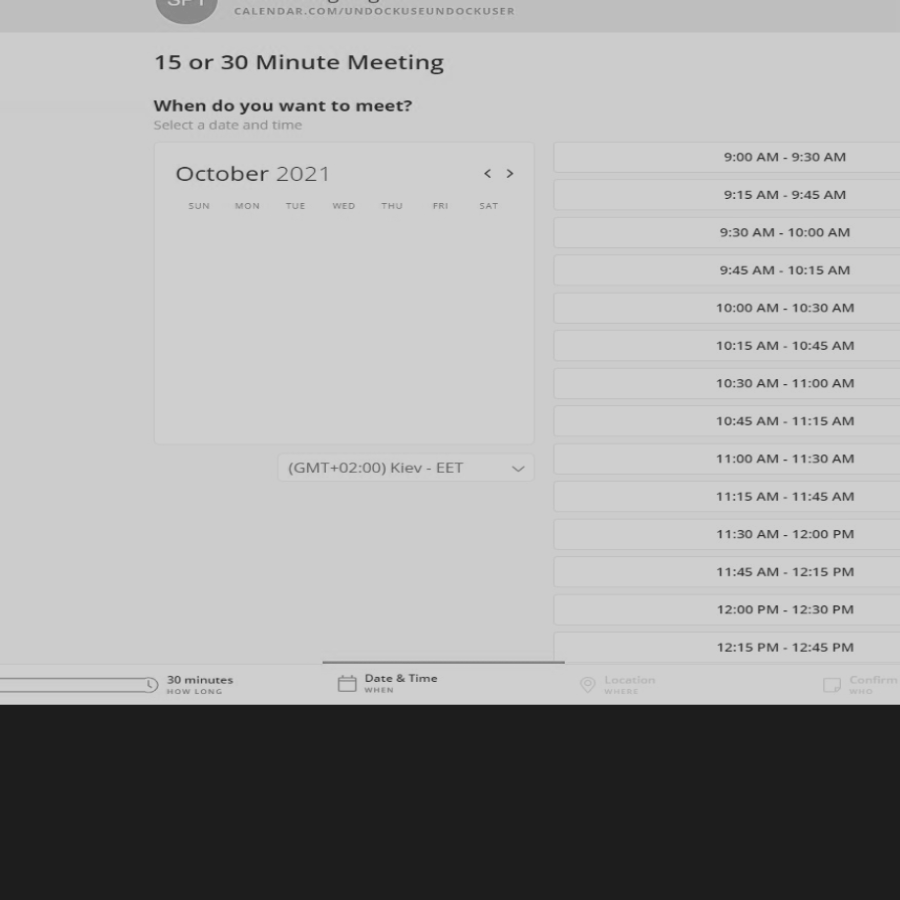 CALENDAR.COM/UNDOCKUSEUNDOCKUSER
15 or 30 Minute Meeting
When do you want to meet?
Select a date and time
October 2021 < >
SUN MON TUE WED THU FRI SAT
(GMT+02:00) Kiev - EET
9:00 AM - 9:30 AM
9:15 AM - 9:45 AM
9:30 AM - 10:00 AM
9:45 AM - 10:15 AM
10:00 AM - 10:30 AM
10:15 AM - 10:45 AM
10:30 AM - 11:00 AM
10:45 AM - 11:15 AM
11:00 AM - 11:30 AM
11:15 AM - 11:45 AM
11:30 AM - 12:00 PM
11:45 AM - 12:15 PM
12:00 PM - 12:30 PM
12:15 PM - 12:45 PM
30 minutes
HOW LONG
Date & Time
WHEN
Location
WHERE
Confirm
WHO